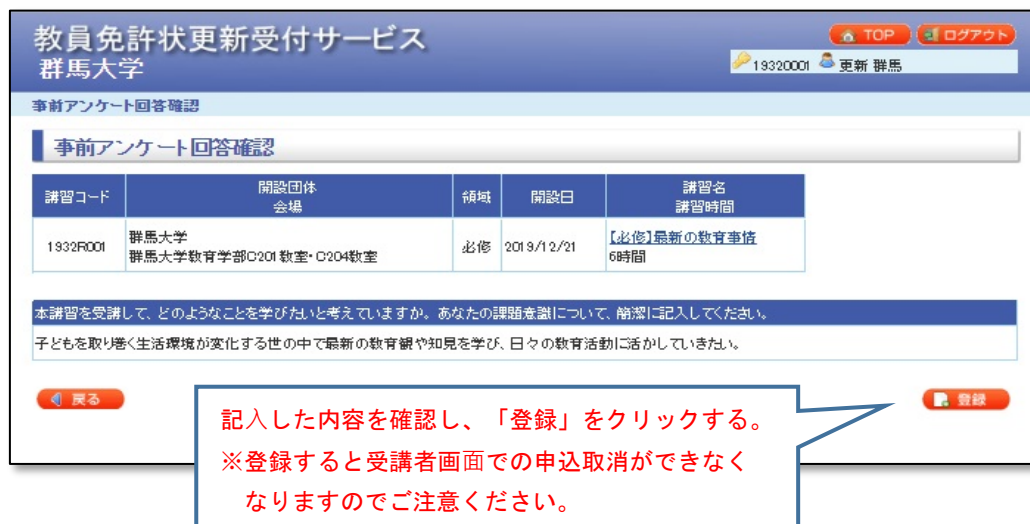 教員免許状更新受付サービス
TOP
ログアウト
群馬大学
19320001 更新 群馬
事前アンケート回答確認
事前アンケート回答確認
講習コード
開設団体
会場
領域
開設日
講習名
講習時間
1932R001
群馬大学
群馬大学教育学部C201教室・C204教室
必修
2019/12/21
【必修】最新の教育事情
6時間
本講習を受講して、どのようなことを学びたいと考えていますか。あなたの課題意識について、簡潔に記入してください。
子どもを取り巻く生活環境が変化する世の中で最新の教育観や知見を学び、日々の教育活動に活かしていきたい。
戻る
登録
記入した内容を確認し、「登録」をクリックする。
※登録すると受講者画面での申込取消ができなく
なりますのでご注意ください。